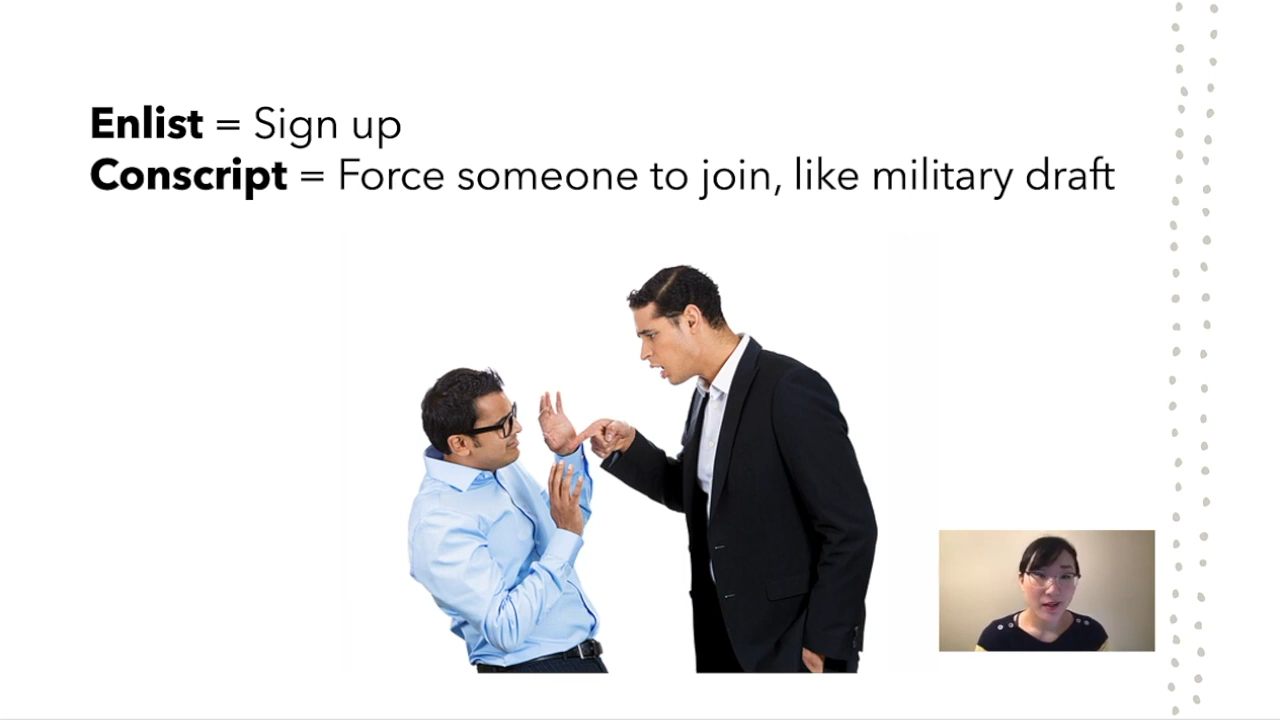 Enlist = Sign up
Conscript = Force someone to join, like military draft